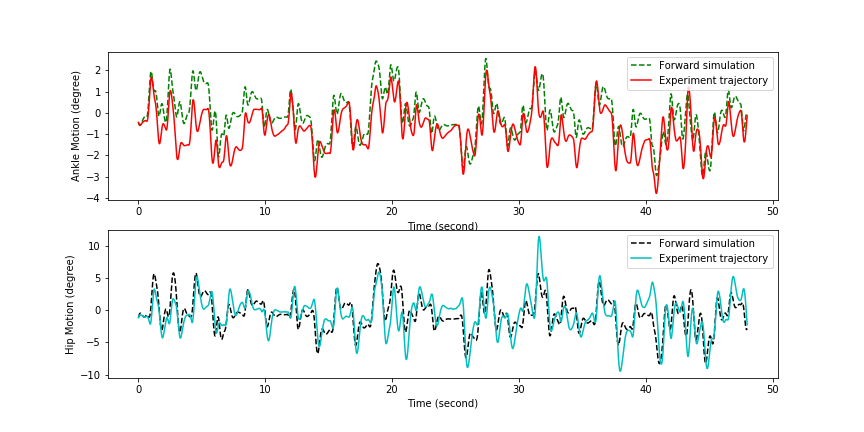 Ankle Motion (degree)
2
1
0
−1
−2
−3
−4
Forward simulation
Experiment trajectory
0 10 20 30 40 50
Time (second)
Hip Motion (degree)
10
5
0
−5
−10
Forward simulation
Experiment trajectory
0 10 20 30 40 50
Time (second)